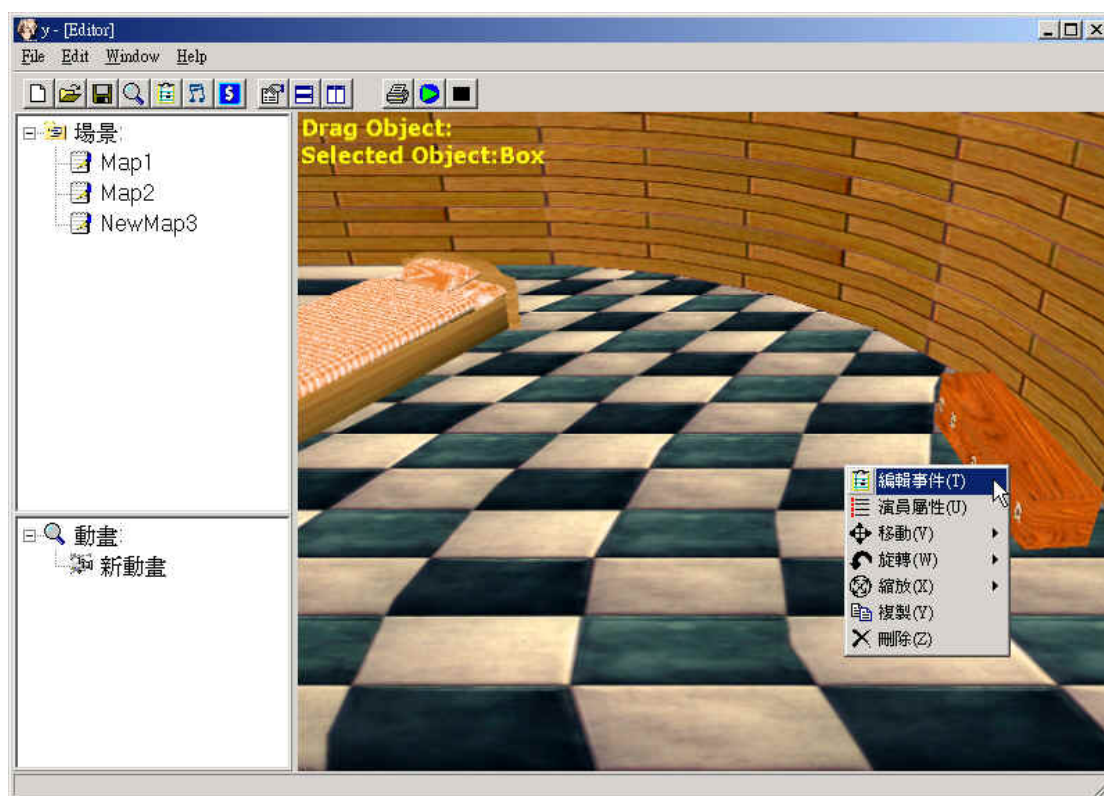 y - [Editor]
File Edit Window Help
場景:
Map1
Map2
NewMap3
動畫:
新動畫
Drag Object:
Selected Object:Box
編輯事件(T)
演員屬性(U)
移動(V)
旋轉(W)
縮放(X)
複製(Y)
刪除(Z)